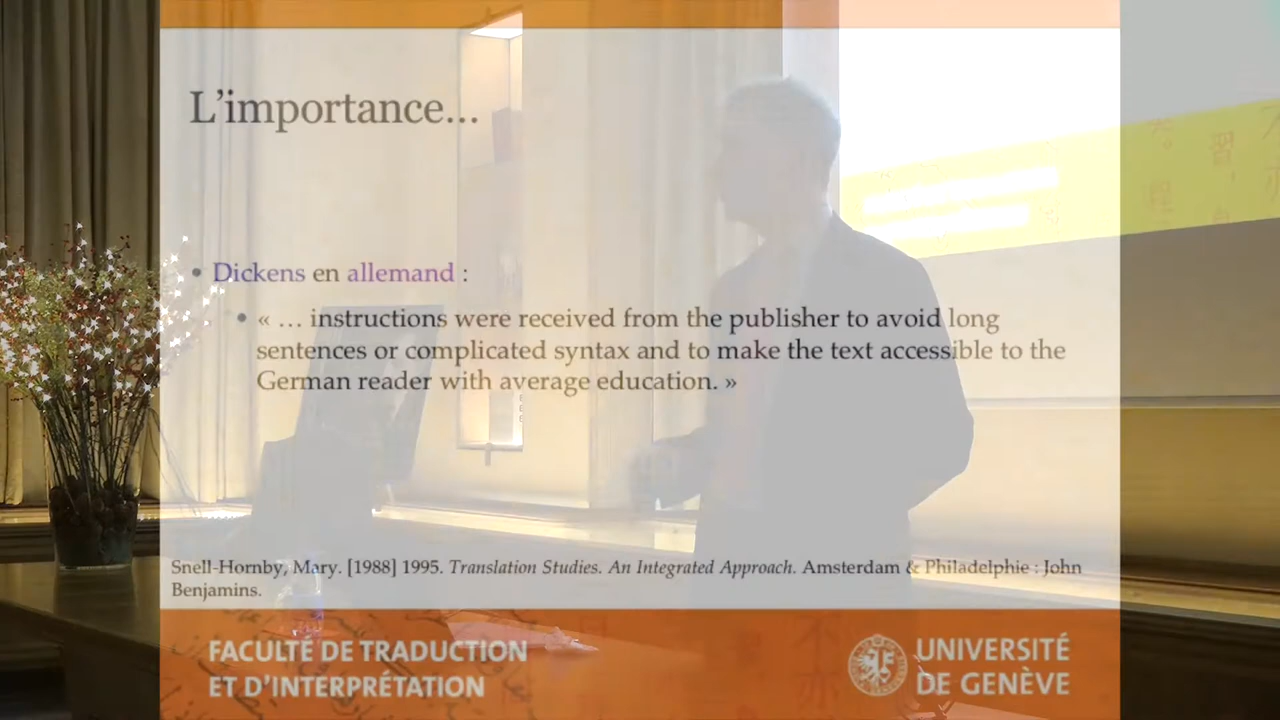 L’importance…
• Dickens en allemand :
• « … instructions were received from the publisher to avoid long
sentences or complicated syntax and to make the text accessible to the
German reader with average education. »
Snell-Hornby, Mary. [1988] 1995. Translation Studies. An Integrated Approach. Amsterdam & Philadelphie : John
Benjamins.
FACULTÉ DE TRADUCTION
ET D’INTERPRÉTATION
UNIVERSITÉ
DE GENÈVE
習